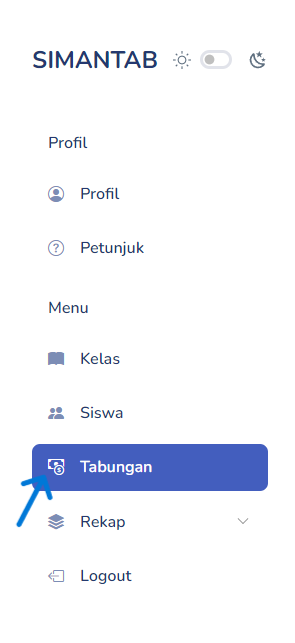 SIMANTAB
Profil
Profil
Petunjuk
Menu
Kelas
Siswa
Tabungan
Rekap
Logout